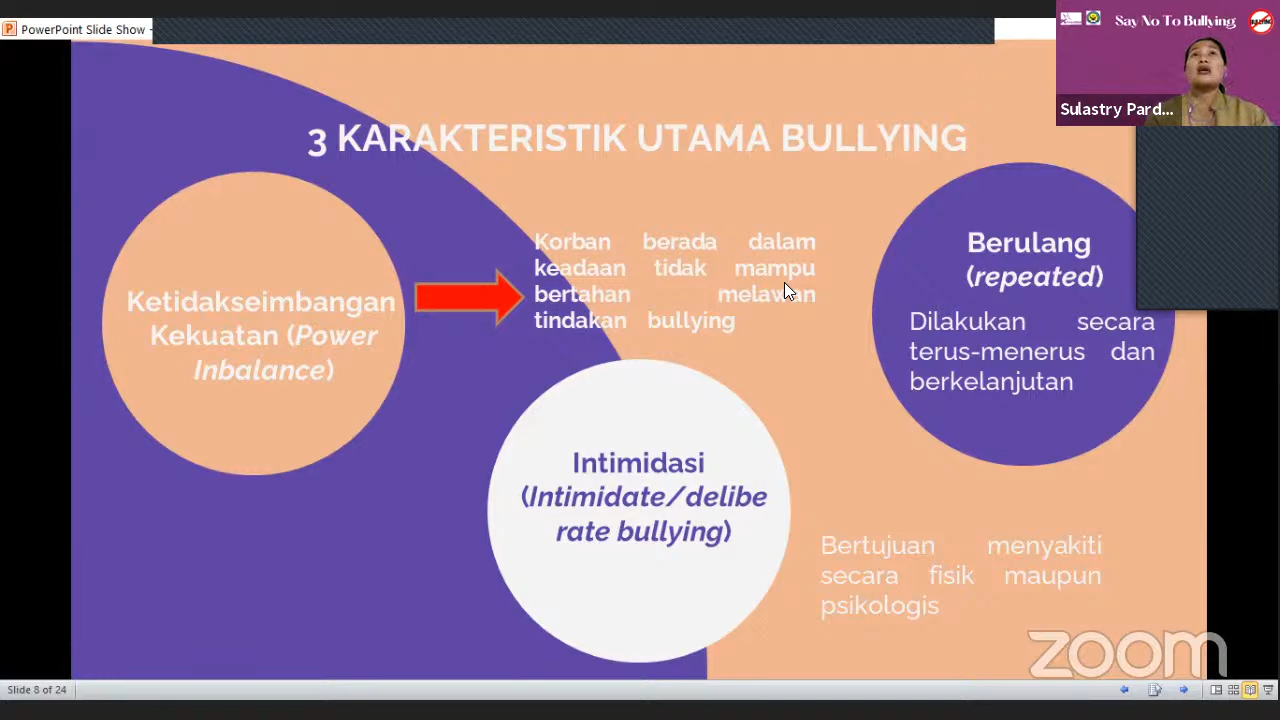 PowerPoint Slide Show -
Say No To Bullying
BULLYING
Sulastry Pard...
3 KARAKTERISTIK UTAMA BULLYING
Ketidakseimbangan
Kekuatan (Power
Inbalance)
Korban berada dalam
keadaan tidak mampu
bertahan melawan
tindakan bullying
Berulang
(repeated)
Dilakukan secara
terus-menerus dan
berkelanjutan
Intimidasi
(Intimidate/delibe
rate bullying)
Bertujuan menyakiti
secara fisik maupun
psikologis
zoom
Slide 8 of 24